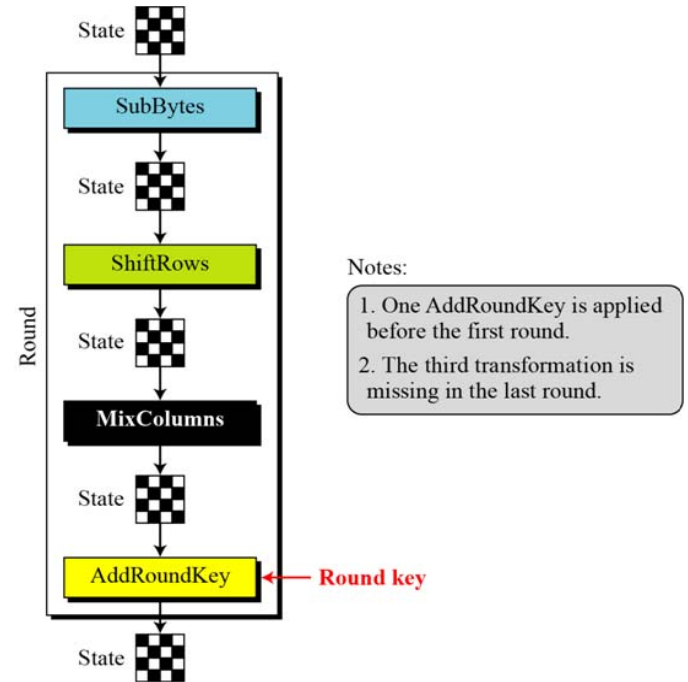 State
SubBytes
State
ShiftRows
State
MixColumns
State
AddRoundKey
Round key
State
Round
Notes:
1. One AddRoundKey is applied
before the first round.
2. The third transformation is
missing in the last round.